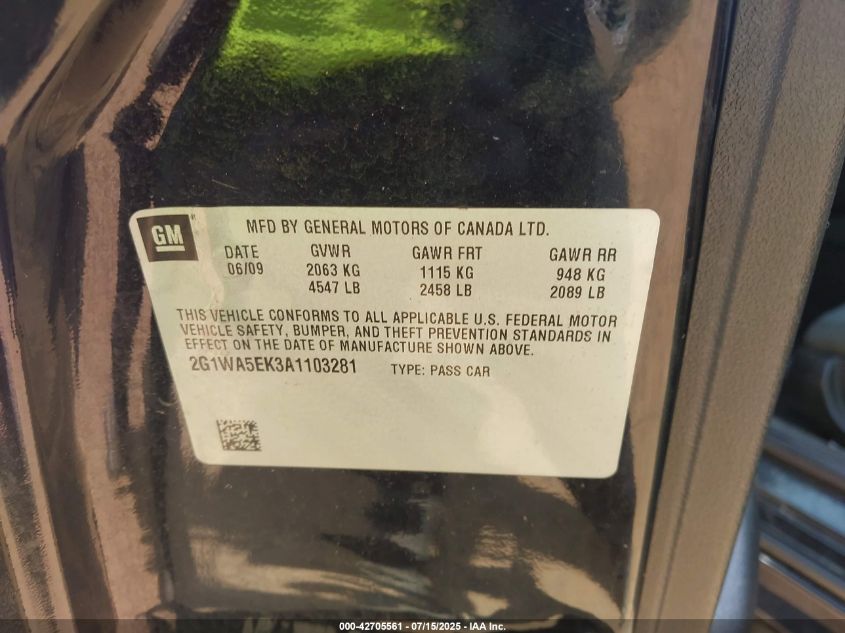 GM
MFD BY GENERAL MOTORS OF CANADA LTD.
DATE GVWR GAWR FRT GAWR RR
06/09 2063 KG 1115 KG 948 KG
4547 LB 2458 LB 2089 LB
THIS VEHICLE CONFORMS TO ALL APPLICABLE U.S. FEDERAL MOTOR
VEHICLE SAFETY, BUMPER, AND THEFT PREVENTION STANDARDS IN
EFFECT ON THE DATE OF MANUFACTURE SHOWN ABOVE.
2G1WA5EK3A1103281 TYPE: PASS CAR
000-42705561 - 07/15/2025 - IAA Inc.